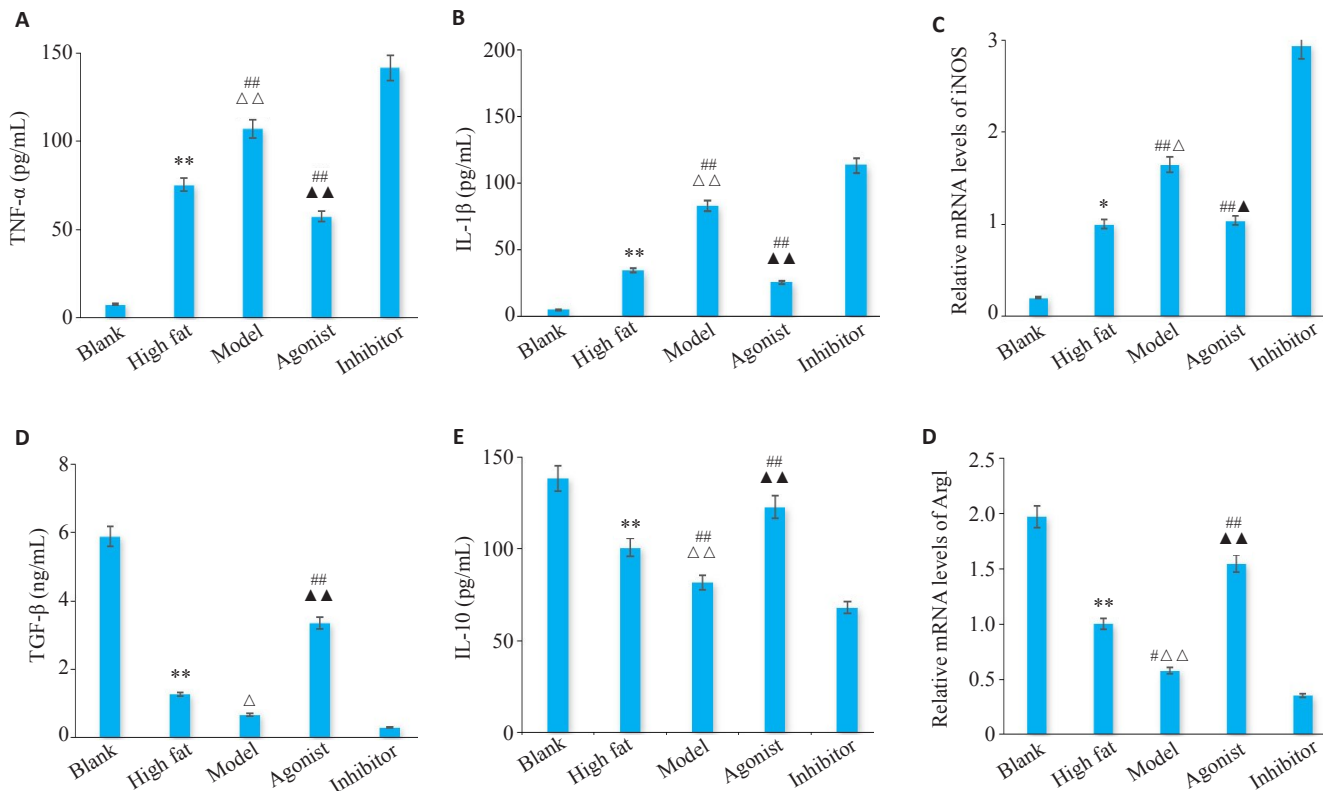 A
TNF-α (pg/mL)
150
100
50
0
**
##
△△
##
▲▲
Blank
High fat
Model
Agonist
Inhibitor
B
IL-1β (pg/mL)
200
150
100
50
0
**
##
△△
##
▲▲
Blank
High fat
Model
Agonist
Inhibitor
C
Relative mRNA levels of iNOS
3
2
1
0
*
##△
##▲
Blank
High fat
Model
Agonist
Inhibitor
D
TGF-β (ng/mL)
8
6
4
2
0
**
△
##
▲▲
Blank
High fat
Model
Agonist
Inhibitor
E
IL-10 (pg/mL)
150
100
50
0
**
##
△△
##
▲▲
Blank
High fat
Model
Agonist
Inhibitor
D
Relative mRNA levels of Argl
2.5
2.0
1.5
1.0
0.5
0
**
#△△
##
▲▲
Blank
High fat
Model
Agonist
Inhibitor